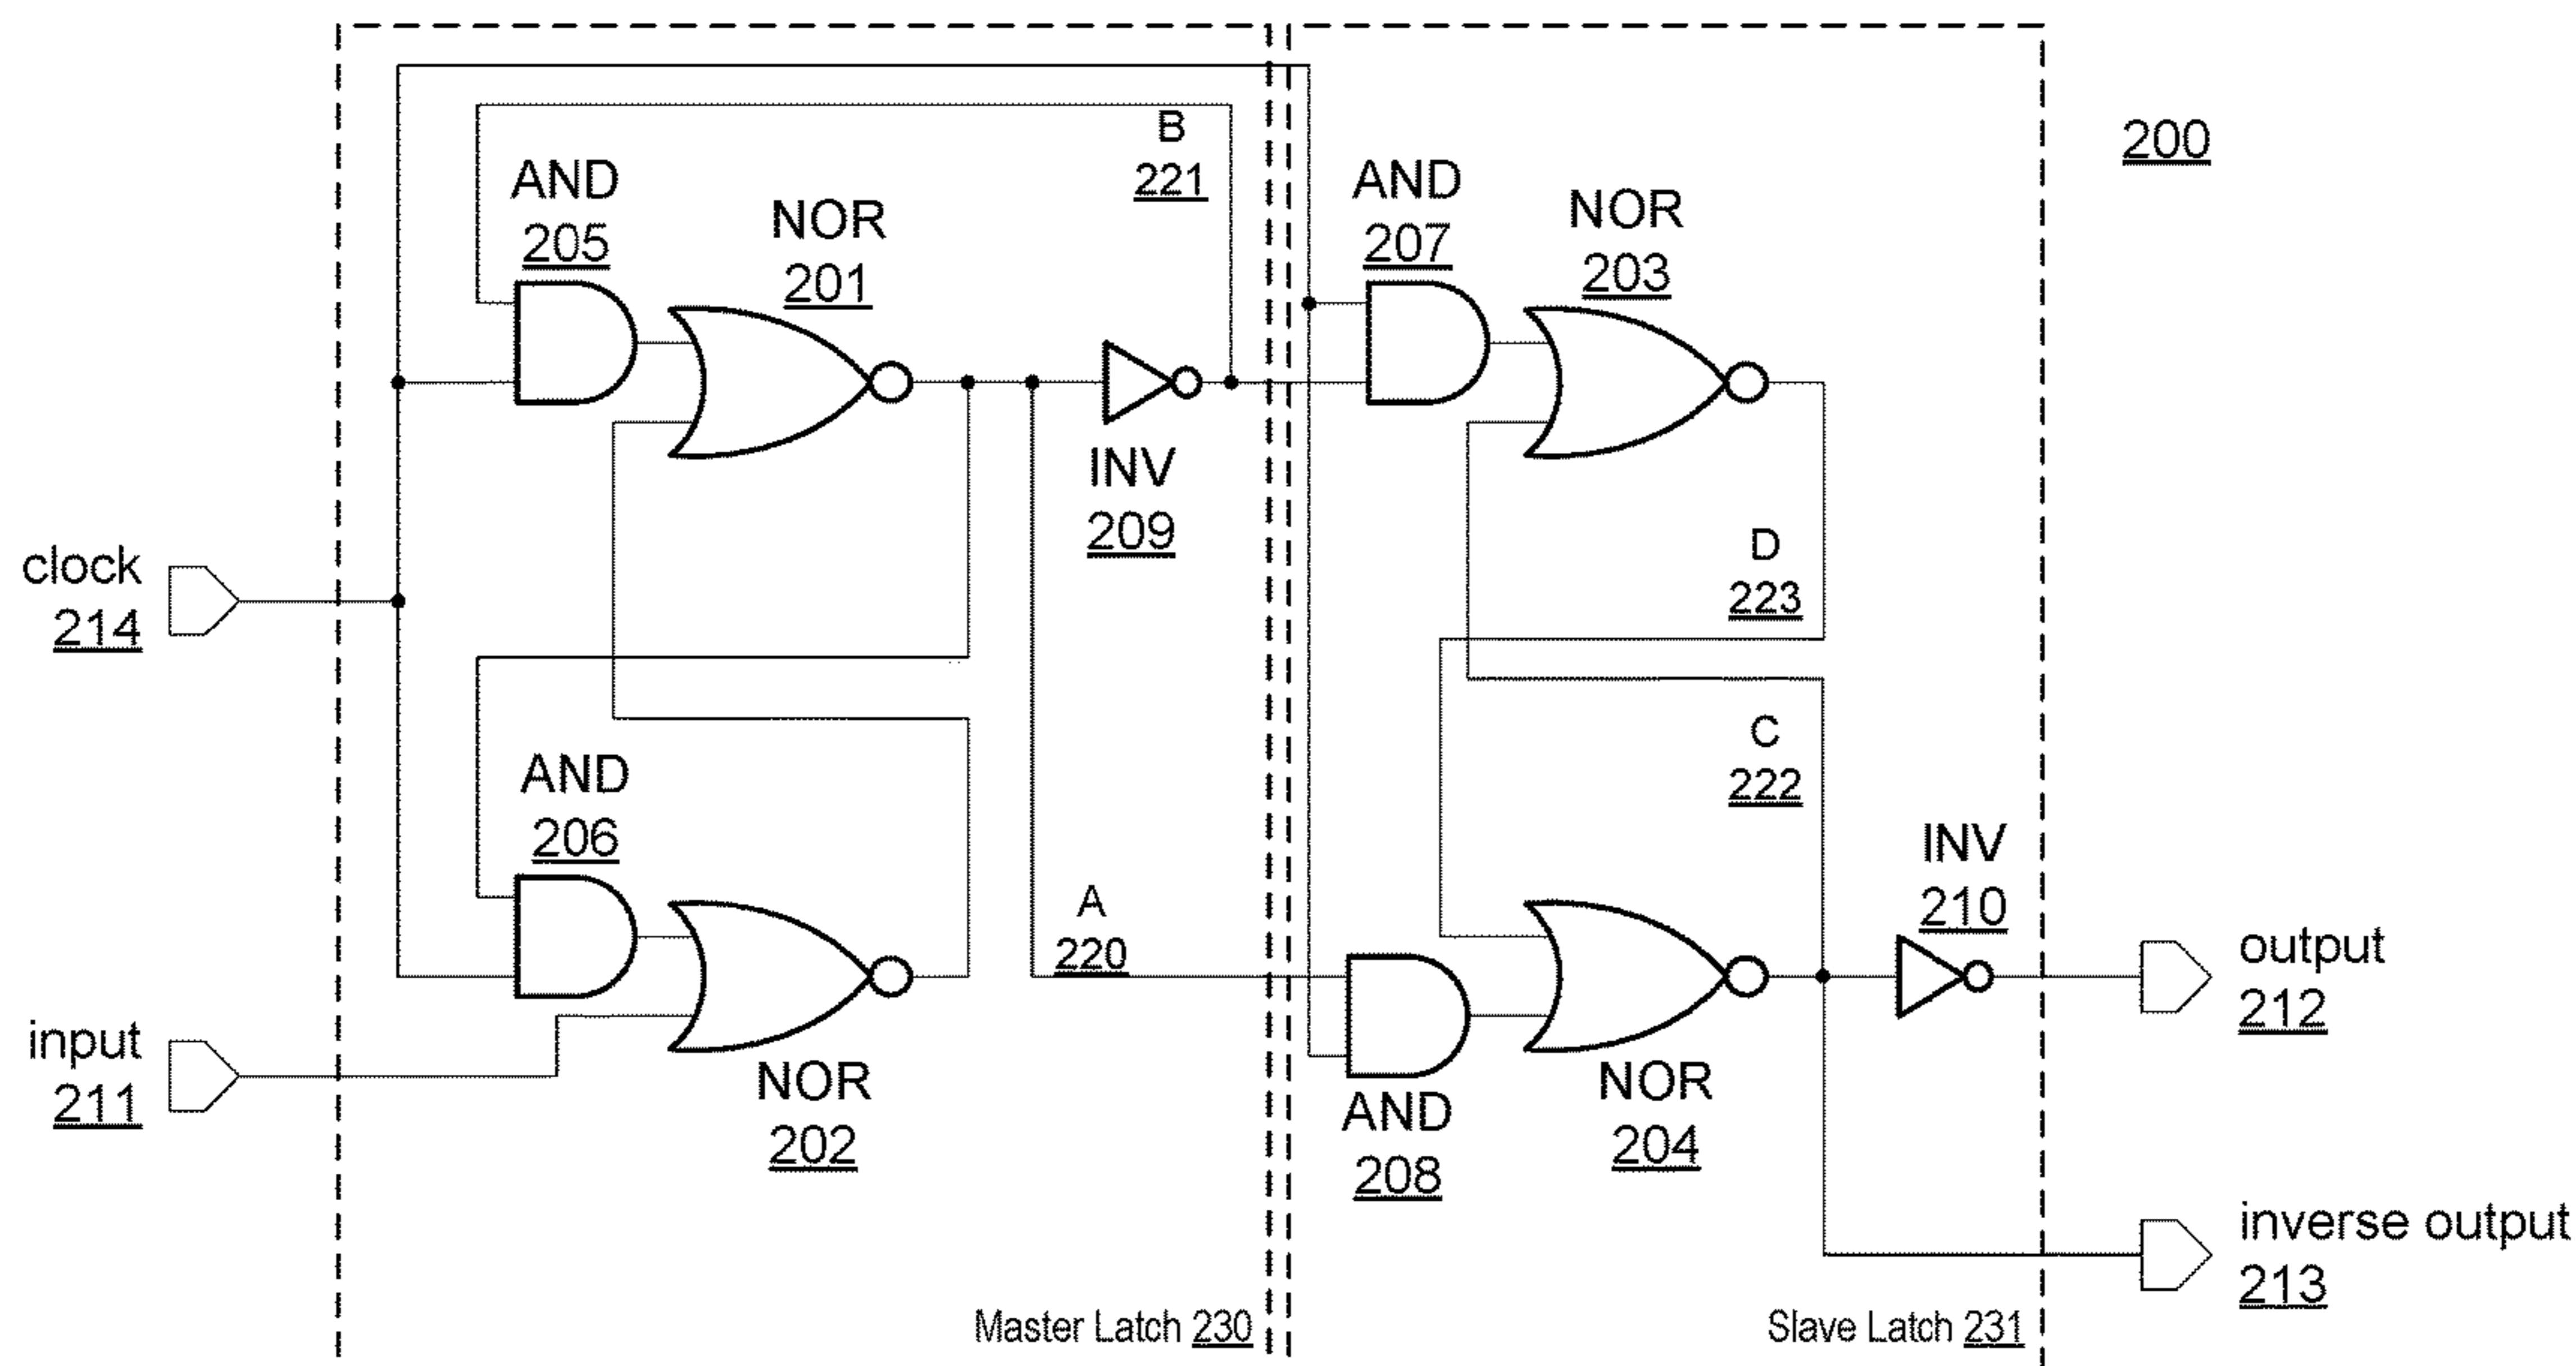 B
221
200
AND
205
NOR
201
AND
207
NOR
203
INV
209
clock
214
D
223
C
222
AND
206
A
220
INV
210
input
211
NOR
202
AND
208
NOR
204
output
212
inverse output
213
Master Latch 230
Slave Latch 231